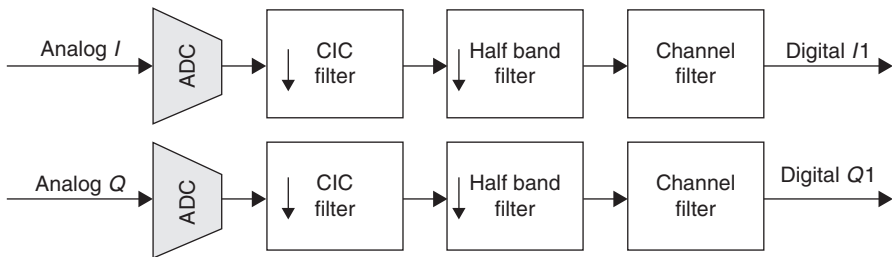 Analog I
ADC
CIC
filter
Half band
filter
Channel
filter
Digital I1
Analog Q
ADC
CIC
filter
Half band
filter
Channel
filter
Digital Q1